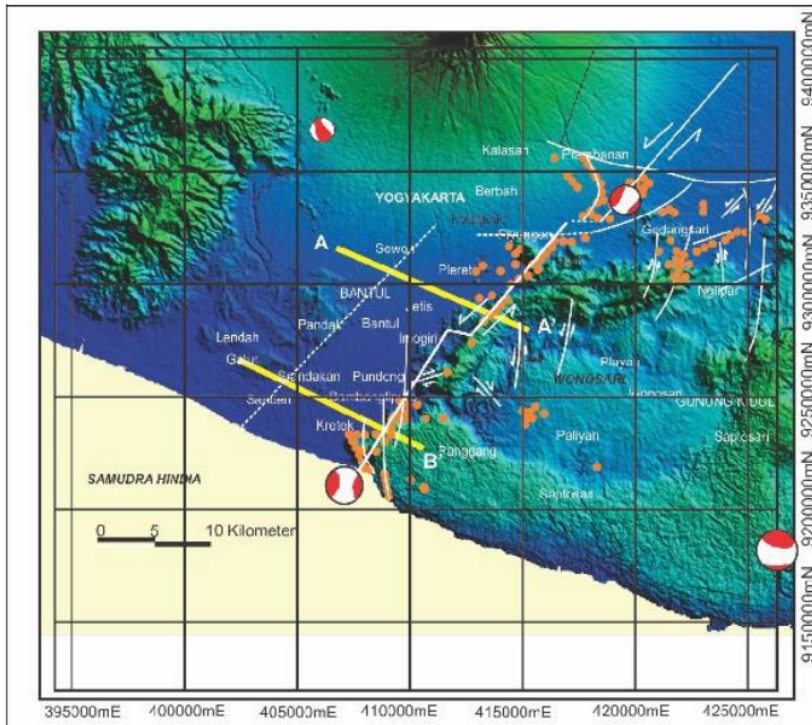 Kalasan
Prambanan
Berbah
YOGYAKARTA
Gedangsari
A
Sewon
Pleret
BANTUL
Jetis
Nglipar
Pandak
Bantul
Imogiri
A'
Lendah
Galur
Playen
Srandakan
Pundong
WONOSARI
Sanden
GUNUNG KIDUL
Kretek
Paliyan
Saptosari
B'
Panggang
SAMUDRA HINDIA
Saptosari
0 5 10 Kilometer
9400000mN
9350000mN
9300000mN
9250000mN
9200000mN
9150000mN
395000mE
400000mE
405000mE
410000mE
415000mE
420000mE
425000mE